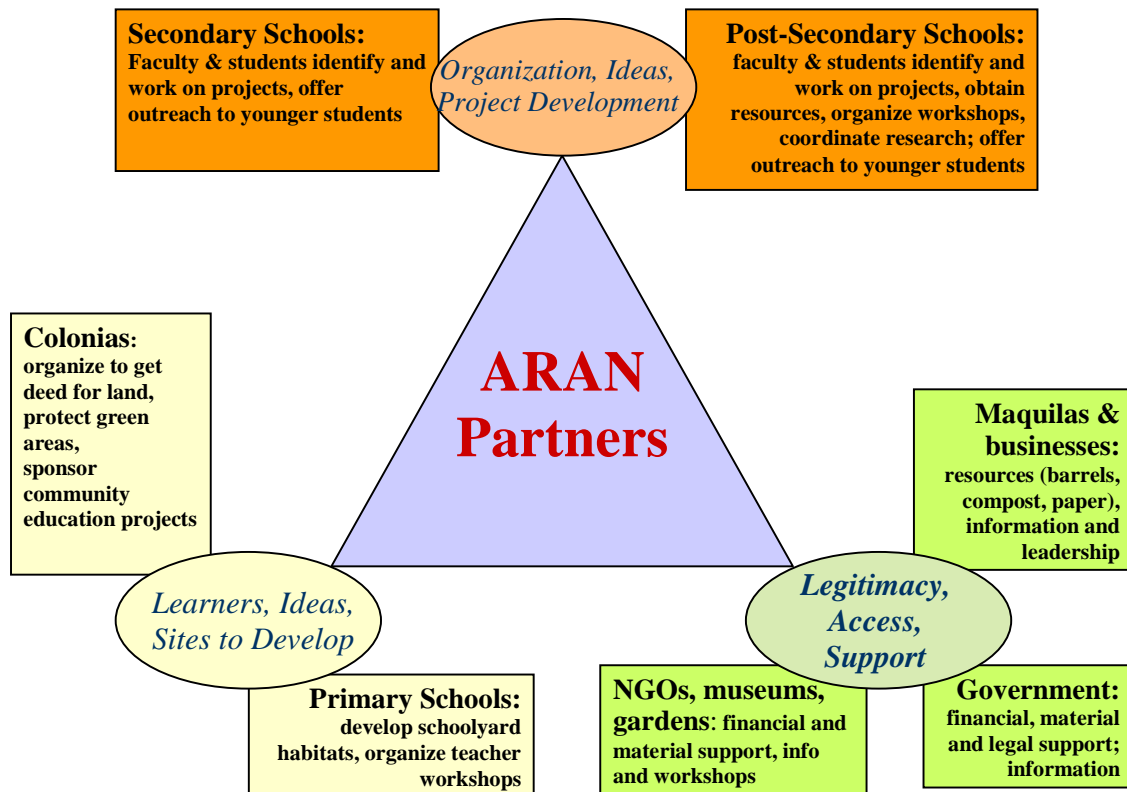 Secondary Schools:
Faculty & students identify and
work on projects, offer
outreach to younger students
Organization, Ideas,
Project Development
Post-Secondary Schools:
faculty & students identify and
work on projects, obtain
resources, organize workshops,
coordinate research; offer
outreach to younger students
ARAN
Partners
Colonias:
organize to get
deed for land,
protect green
areas,
sponsor
community
education projects
Learners, Ideas,
Sites to Develop
Primary Schools:
develop schoolyard
habitats, organize teacher
workshops
Maquilas &
businesses:
resources (barrels,
compost, paper),
information and
leadership
Legitimacy,
Access,
Support
NGOs, museums,
gardens: financial and
material support, info
and workshops
Government:
financial, material
and legal support;
information